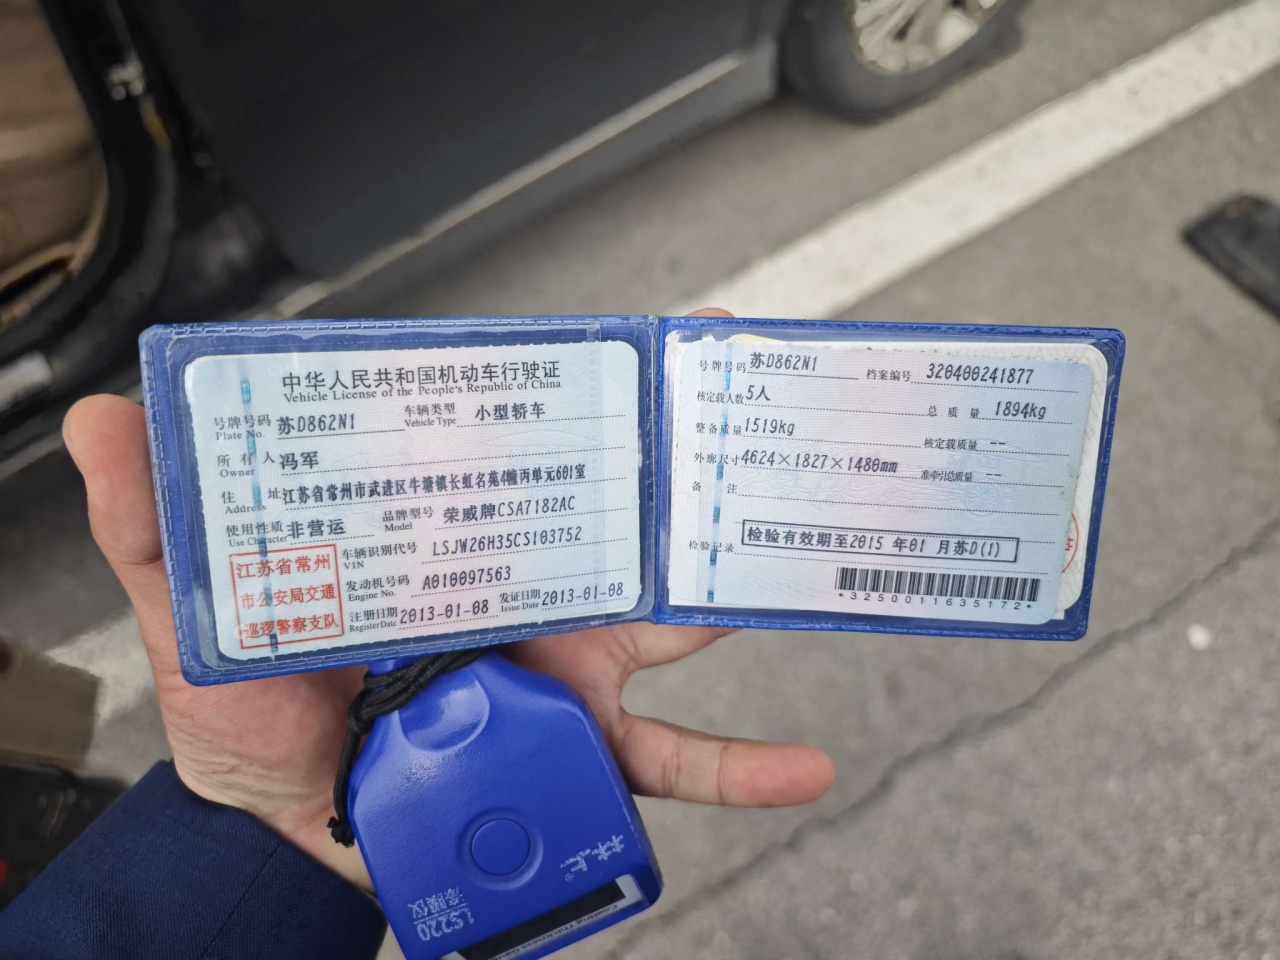 中华人民共和国机动车行驶证
Vehicle License of the People's Republic of China
号牌号码 苏D862N1 车辆类型 小型轿车
Plate No. Vehicle Type
所有人 冯军
Owner
住址 江苏省常州市武进区牛塘镇长虹名苑4幢丙单元601室
Address
使用性质 非营运 品牌型号 荣威牌CSA7182AC
Use Character Model
江苏省常州
市公安局交通
巡逻警察支队
车辆识别代号 LSJW26H35CS103752
VIN
发动机号码 A010097563
Engine No.
注册日期 2013-01-08 发证日期 2013-01-08
Register Date Issue Date
号牌号码 苏D862N1 档案编号 320400241877
核定载人数 5人 总质量 1894kg
整备质量 1519kg 核定载质量 --
外廓尺寸 4624×1827×1480mm 准牵引总质量 --
备注
检验记录 检验有效期至2015 年01 月苏D(1)
*3250011635172*
LS220
漆膜仪